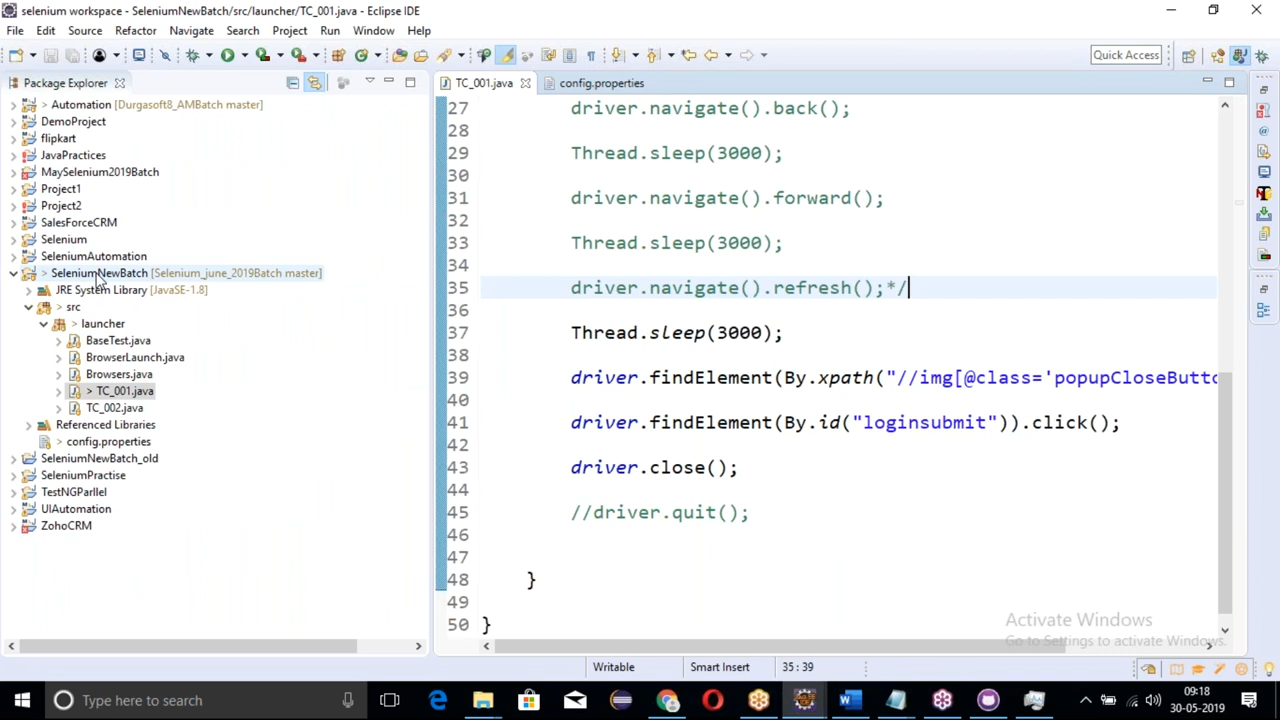 selenium workspace - SeleniumNewBatch/src/launcher/TC_001.java - Eclipse IDE
File Edit Source Refactor Navigate Search Project Run Window Help
Quick Access
Package Explorer
TC_001.java
config.properties
> Automation [Durgasoft8_AMBatch master]
DemoProject
flipkart
JavaPractices
MaySelenium2019Batch
Project1
Project2
SalesForceCRM
Selenium
SeleniumAutomation
> SeleniumNewBatch [Selenium_june_2019Batch master]
JRE System Library [JavaSE-1.8]
> src
> launcher
BaseTest.java
BrowserLaunch.java
Browsers.java
> TC_001.java
TC_002.java
Referenced Libraries
> config.properties
SeleniumNewBatch_old
SeleniumPractise
TestNGParllel
UIAutomation
ZohoCRM
27 driver.navigate().back();
28
29 Thread.sleep(3000);
30
31 driver.navigate().forward();
32
33 Thread.sleep(3000);
34
35 driver.navigate().refresh();*/
36
37 Thread.sleep(3000);
38
39 driver.findElement(By.xpath("//img[@class='popupCloseButto
40
41 driver.findElement(By.id("loginsubmit")).click();
42
43 driver.close();
44
45 //driver.quit();
46
47
48 }
49
50 }
Activate Windows
Go to Settings to activate Windows.
Writable Smart Insert 35 : 39
Type here to search
09:18
30-05-2019